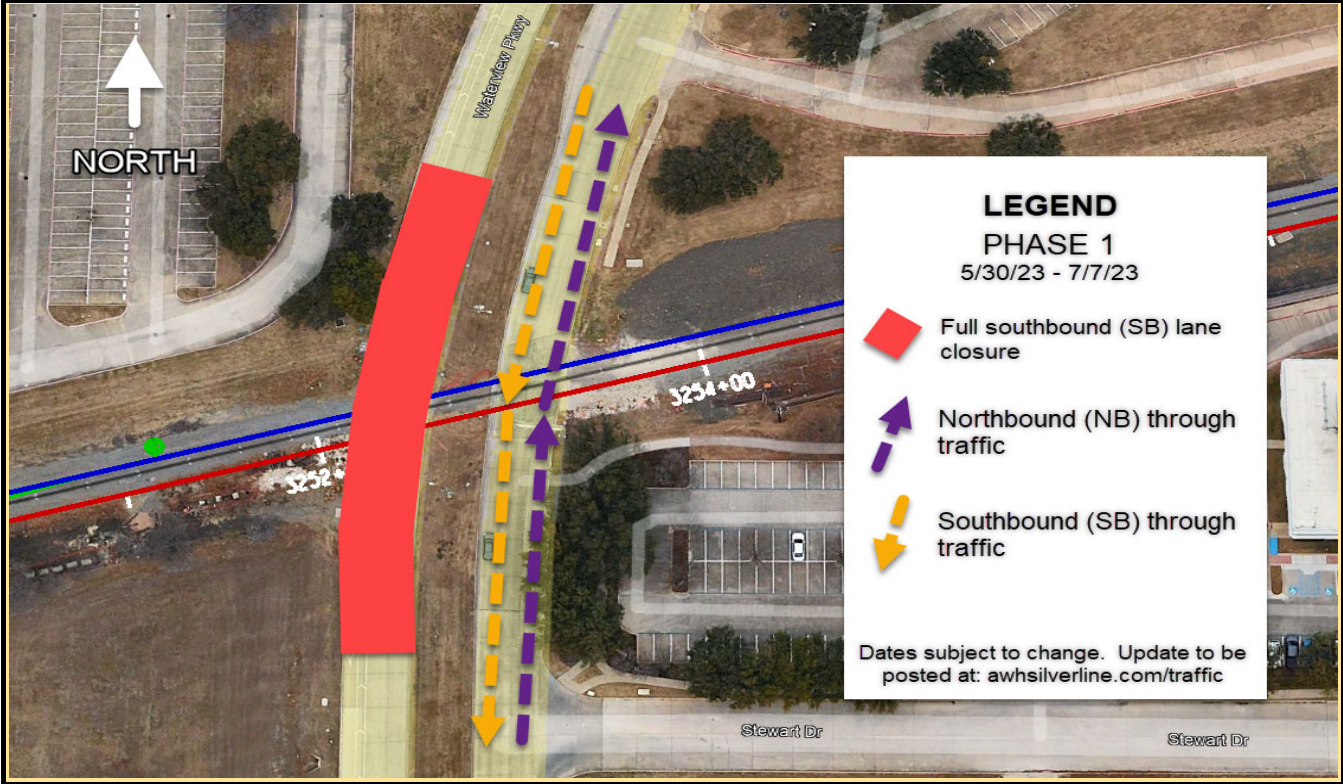 NORTH
Waterview Pkwy
LEGEND
PHASE 1
5/30/23 - 7/7/23
Full southbound (SB) lane
closure
Northbound (NB) through
traffic
Southbound (SB) through
traffic
Dates subject to change.  Update to be
posted at: awhsilverline.com/traffic
3254+00
3252+
Stewart Dr
Stewart Dr